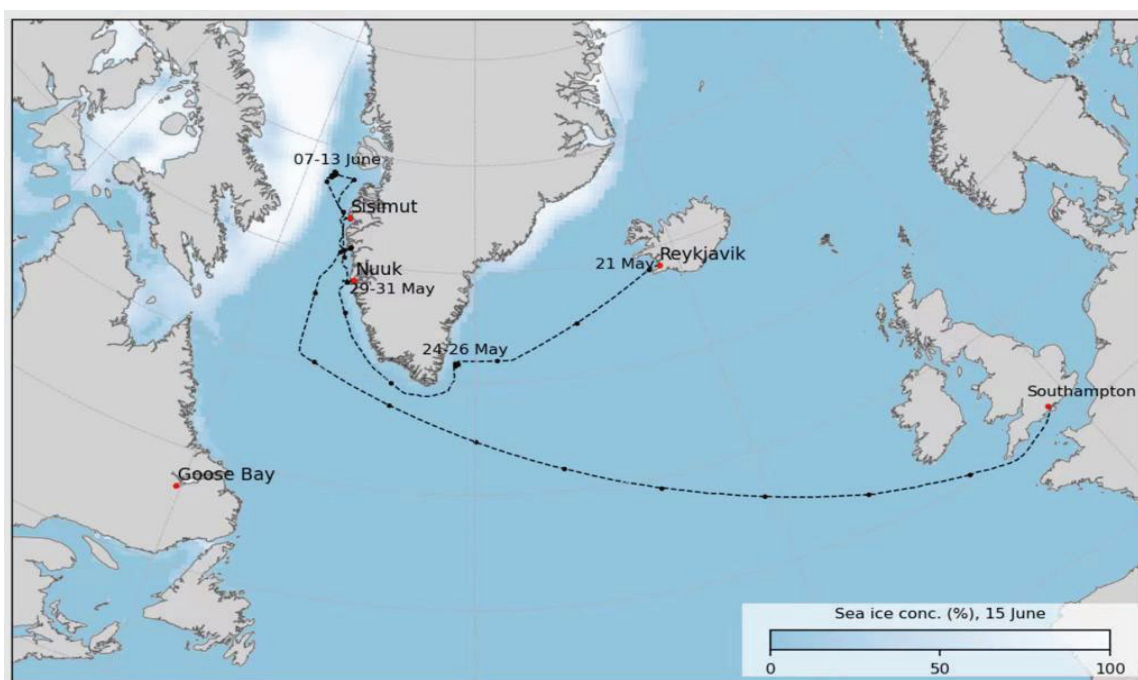 07-13 June
Sisimut
Reykjavik
21 May
Nuuk
29-31 May
24-26 May
Southampton
Goose Bay
Sea ice conc. (%), 15 June
0
50
100